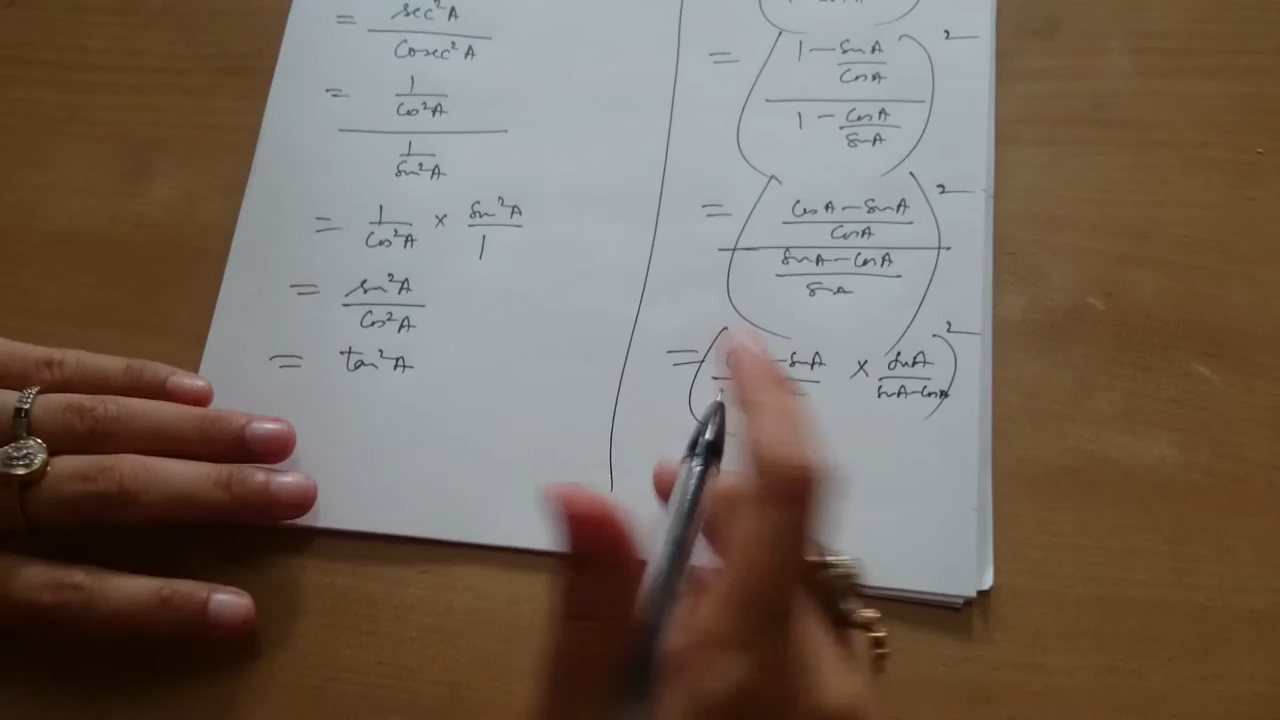 = sec²A
Cosec²A
= 1
Cos²A
1
Sin²A
= 1 × Sin²A
Cos²A 1
= sin²A
Cos²A
= tan²A
= 1 - SinA 2
CosA
1 - CosA
SinA
= CosA - SinA 2
CosA
SinA - CosA
SinA
= ( - SinA × SinA )2
SinA - CosA